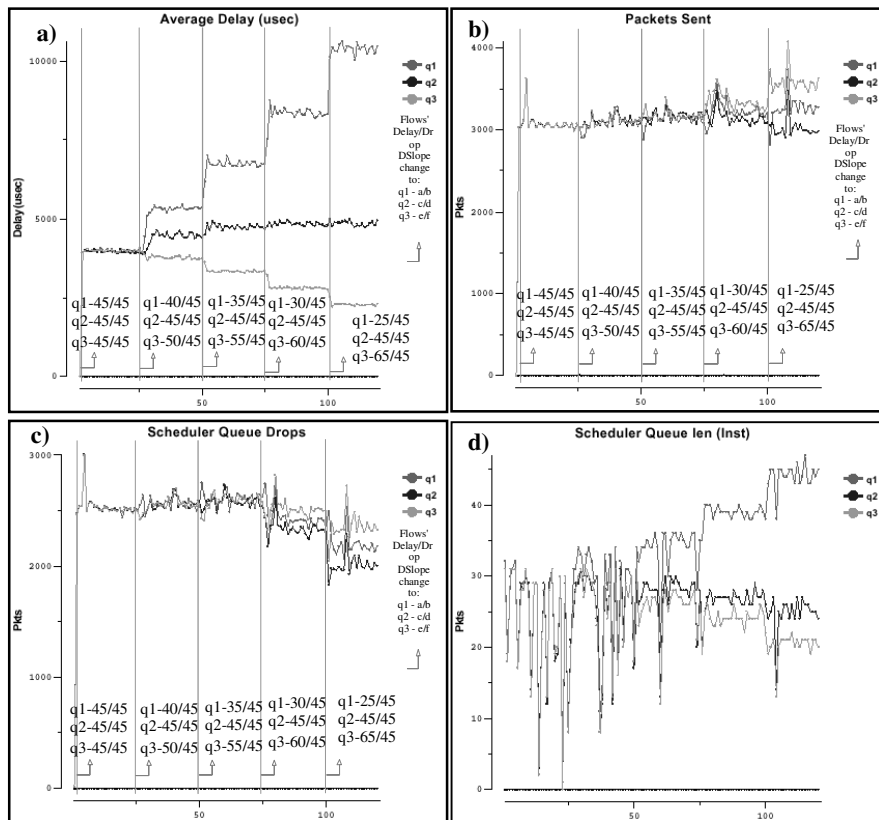 a)
Average Delay (usec)
10000
5000
0
Delay(usec)
50
100
q1
q2
q3
Flows'
Delay/Dr
op
DSlope
change
to:
q1 - a/b
q2 - c/d
q3 - e/f
q1-45/45
q2-45/45
q3-45/45
q1-40/45
q2-45/45
q3-50/45
q1-35/45
q2-45/45
q3-55/45
q1-30/45
q2-45/45
q3-60/45
q1-25/45
q2-45/45
q3-65/45
b)
Packets Sent
4000
3000
2000
1000
0
Pkts
50
100
q1
q2
q3
Flows'
Delay/Dr
op
DSlope
change
to:
q1 - a/b
q2 - c/d
q3 - e/f
q1-45/45
q2-45/45
q3-45/45
q1-40/45
q2-45/45
q3-50/45
q1-35/45
q2-45/45
q3-55/45
q1-30/45
q2-45/45
q3-60/45
q1-25/45
q2-45/45
q3-65/45
c)
Scheduler Queue Drops
3000
2000
1000
0
Pkts
50
100
q1
q2
q3
Flows'
Delay/Dr
op
DSlope
change
to:
q1 - a/b
q2 - c/d
q3 - e/f
q1-45/45
q2-45/45
q3-45/45
q1-40/45
q2-45/45
q3-50/45
q1-35/45
q2-45/45
q3-55/45
q1-30/45
q2-45/45
q3-60/45
q1-25/45
q2-45/45
q3-65/45
d)
Scheduler Queue len (Inst)
40
30
20
10
0
Pkts
50
100
q1
q2
q3